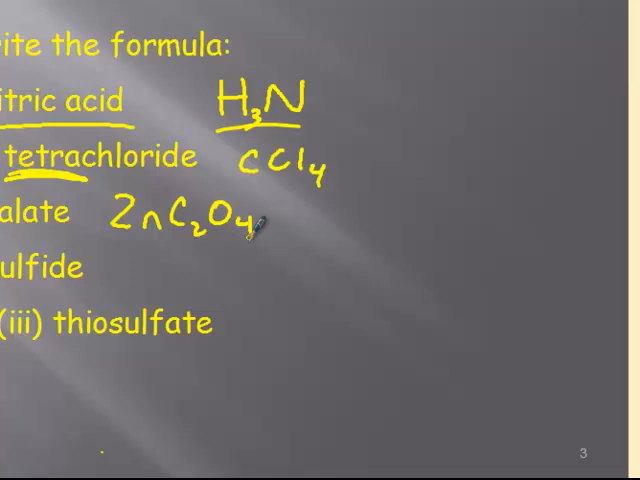 ite the formula:
itric acid H₃N
tetrachloride CCl₄
alate ZnC₂O₄
ulfide
(iii) thiosulfate
3